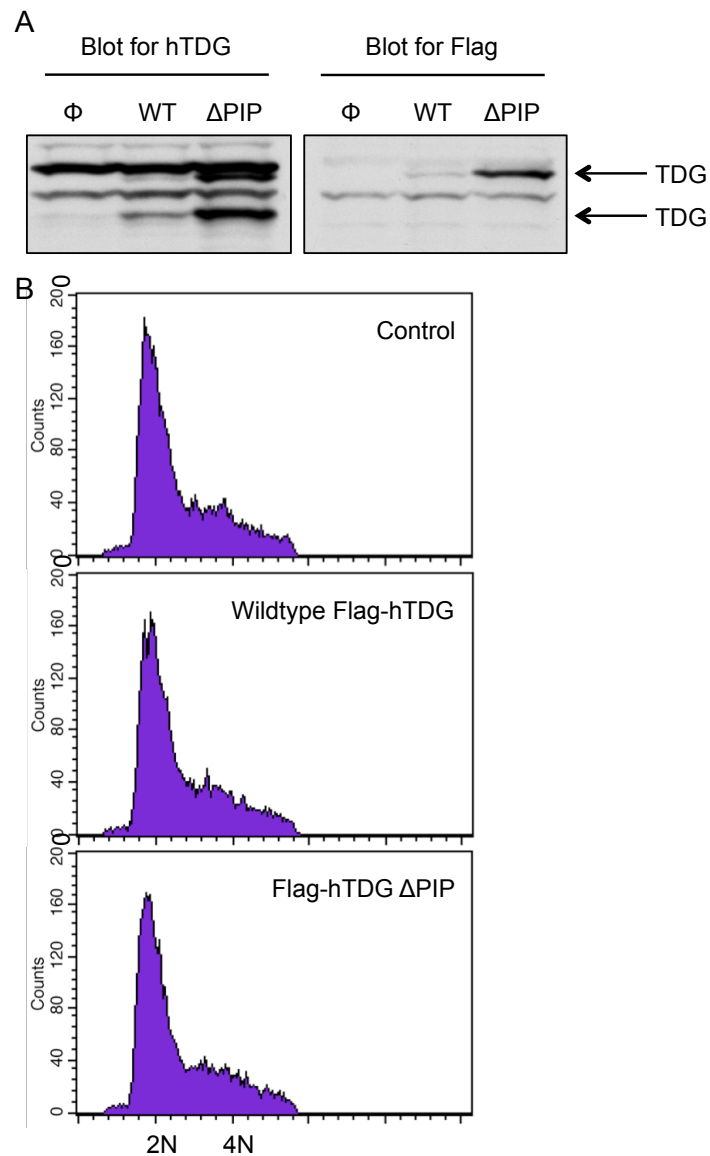 A
Blot for hTDG Blot for Flag
Φ WT ΔPIP Φ WT ΔPIP
TDG
TDG
B
200
160
120
80
40
0
Counts
Control
200
160
120
80
40
0
Counts
Wildtype Flag-hTDG
200
160
120
80
40
0
Counts
Flag-hTDG ΔPIP
2N 4N